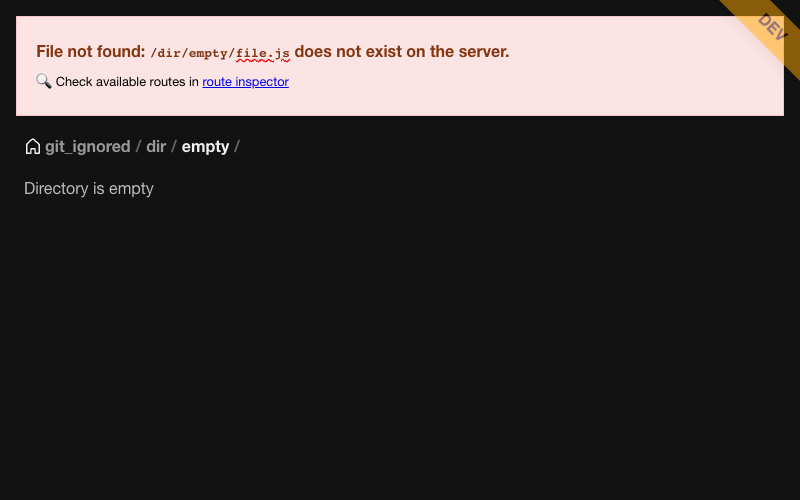 File not found: /dir/empty/file.js does not exist on the server.
🔍 Check available routes in route inspector
DEV
git_ignored / dir / empty /
Directory is empty